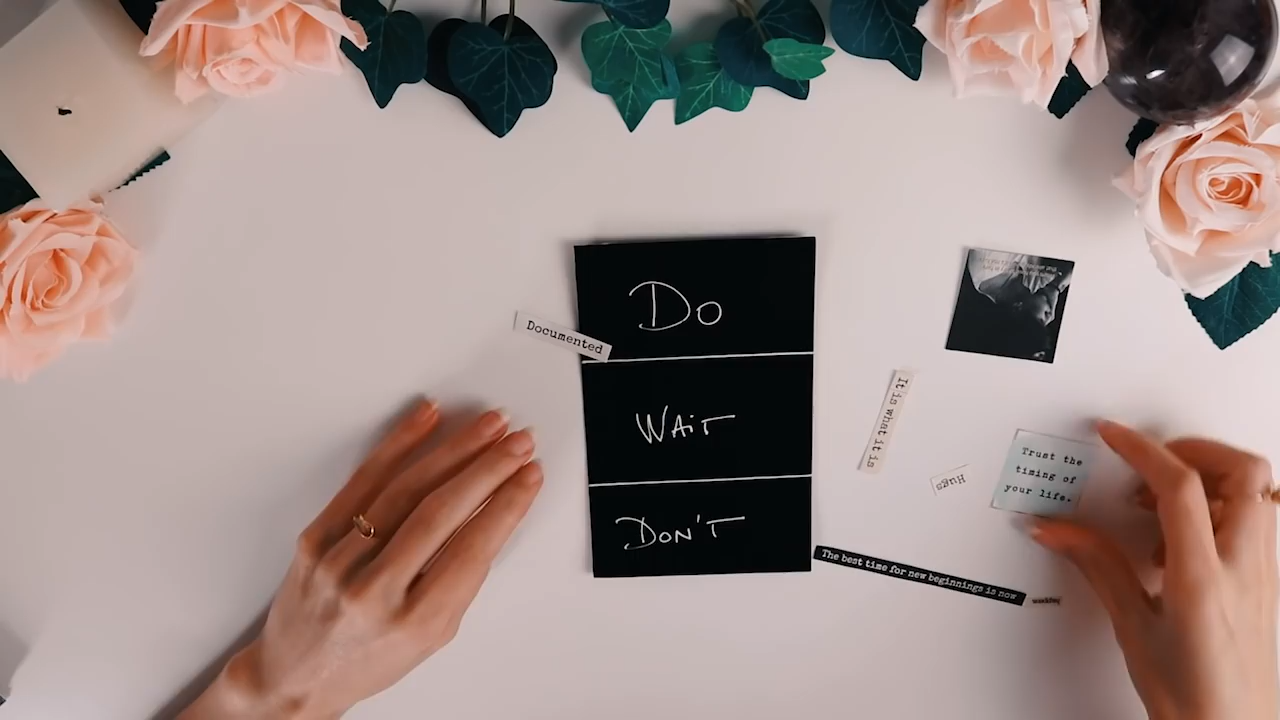 Do
Documented
Wait
Don't
It is what it is
Hugs
Trust the
timing of
your life.
The best time for new beginnings is now